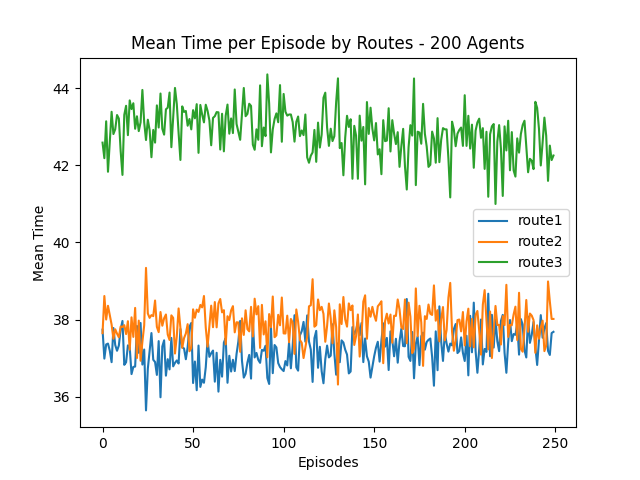 Mean Time per Episode by Routes - 200 Agents
Mean Time
44
42
40
38
36
route1
route2
route3
0
50
100
150
200
250
Episodes